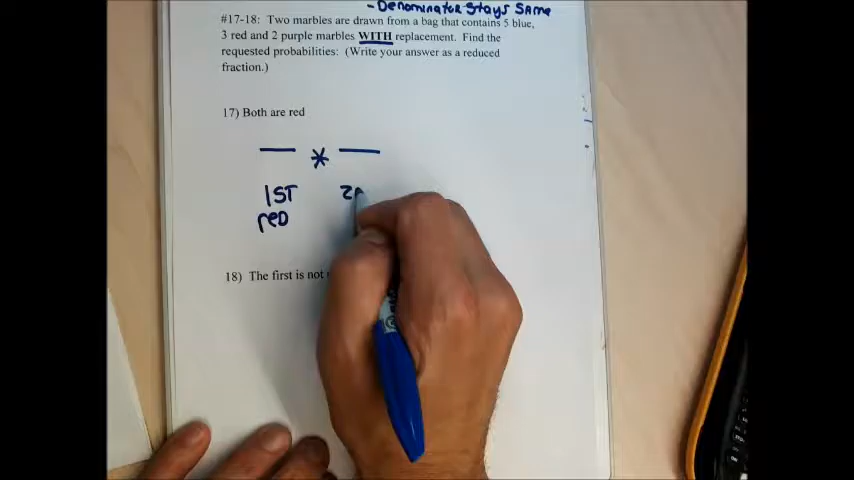 - Denominator Stays Same
#17-18: Two marbles are drawn from a bag that contains 5 blue,
3 red and 2 purple marbles WITH replacement. Find the
requested probabilities: (Write your answer as a reduced
fraction.)
17) Both are red
*
1ST
red
18) The first is not